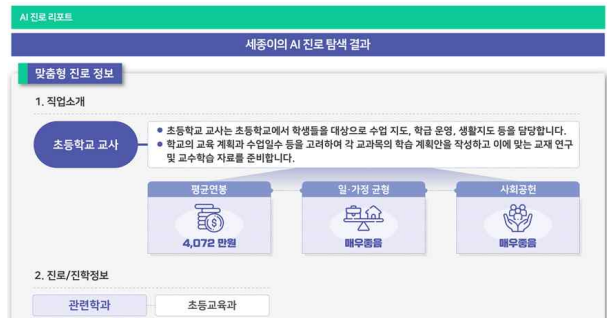 AI 진로 리포트
세종이의 AI 진로 탐색 결과
맞춤형 진로 정보
1. 직업소개
초등학교 교사
• 초등학교 교사는 초등학교에서 학생들을 대상으로 수업 지도, 학급 운영, 생활지도 등을 담당합니다.
• 학교의 교육 계획과 수업일수 등을 고려하여 각 교과목의 학습 계획안을 작성하고 이에 맞는 교재 연구
및 교수학습 자료를 준비합니다.
평균연봉
일·가정 균형
사회공헌
4,072 만원
매우좋음
매우좋음
2. 진로/진학정보
관련학과
초등교육과